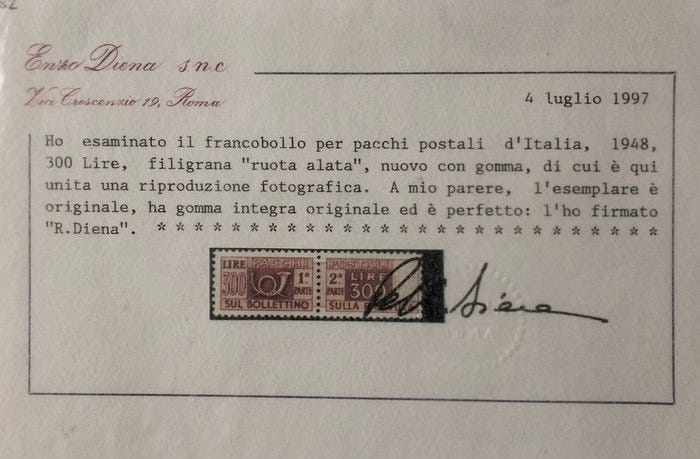 Enzo Diena s.n.c.
Via Crescenzio 19, Roma
4 luglio 1997
Ho esaminato il francobollo per pacchi postali d'Italia, 1948,
300 Lire, filigrana "ruota alata", nuovo con gomma, di cui è qui
unita una riproduzione fotografica. A mio parere, l'esemplare è
originale, ha gomma integra originale ed è perfetto: l'ho firmato
"R.Diena". * * * * * * * * * * * * * * * * * * * * * * * * * * *
LIRE PACCHI POSTALI LIRE
300 1ª PARTE 2ª PARTE 300
SUL BOLLETTINO SULLA
Diena